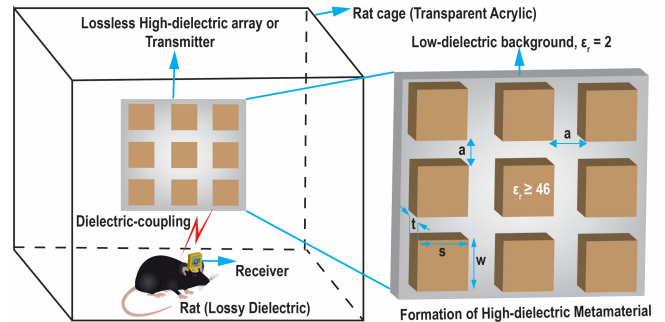 Lossless High-dielectric array or
Transmitter
Rat cage (Transparent Acrylic)
Low-dielectric background, εr = 2
a
a
εr ≥ 46
t
s
w
Dielectric-coupling
Receiver
Rat (Lossy Dielectric)
Formation of High-dielectric Metamaterial